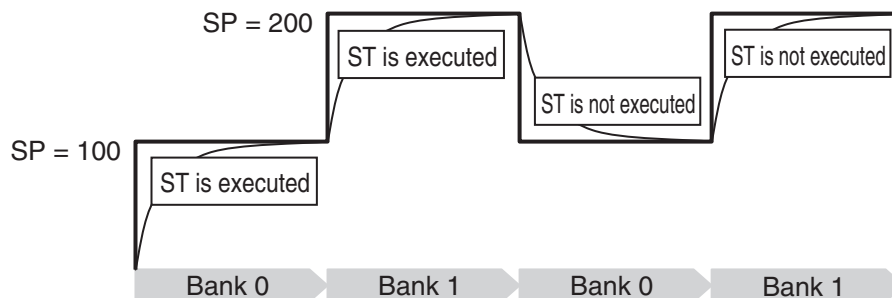 SP = 200
ST is executed
ST is not executed
ST is not executed
SP = 100
ST is executed
Bank 0
Bank 1
Bank 0
Bank 1